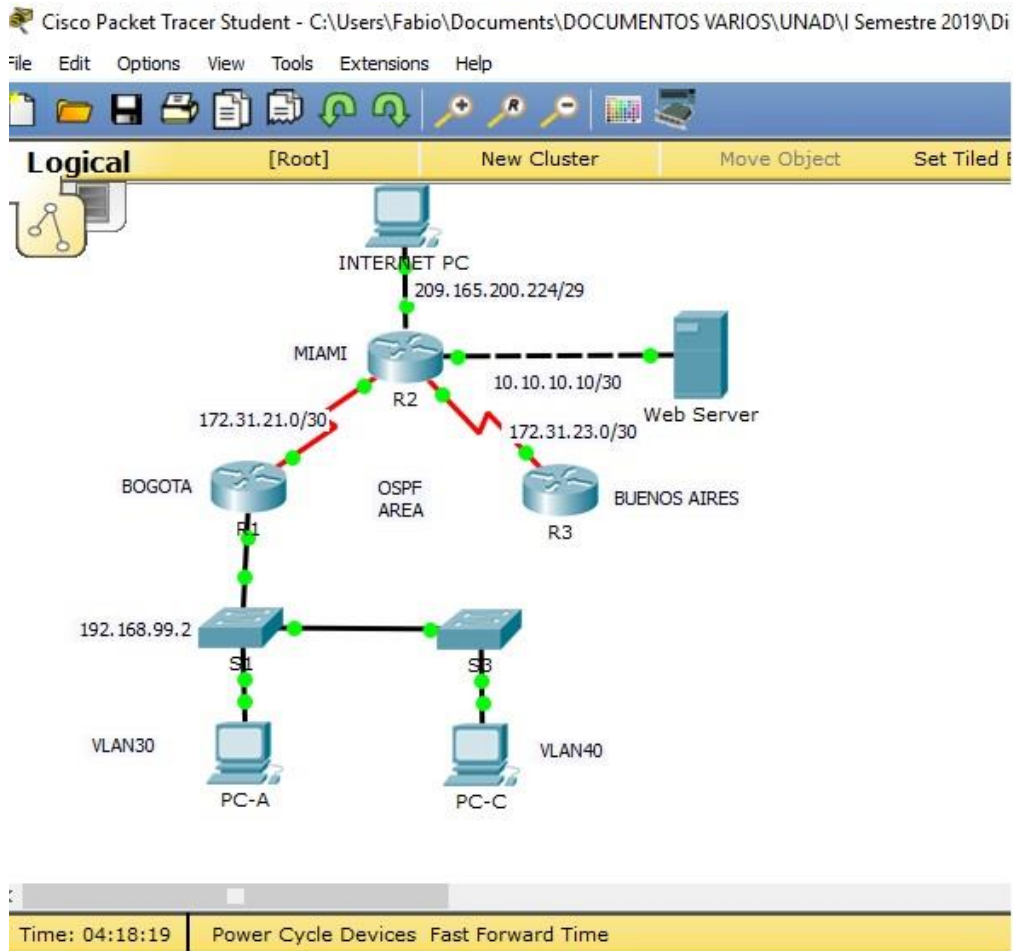 Cisco Packet Tracer Student - C:\Users\Fabio\Documents\DOCUMENTOS VARIOS\UNAD\I Semestre 2019\Di
File Edit Options View Tools Extensions Help
Logical [Root] New Cluster Move Object Set Tiled
INTERNET PC
209.165.200.224/29
MIAMI
R2
10.10.10.10/30
Web Server
172.31.21.0/30
172.31.23.0/30
BOGOTA
R1
OSPF
AREA
BUENOS AIRES
R3
192.168.99.2
S1
S3
VLAN30
VLAN40
PC-A
PC-C
Time: 04:18:19 Power Cycle Devices Fast Forward Time